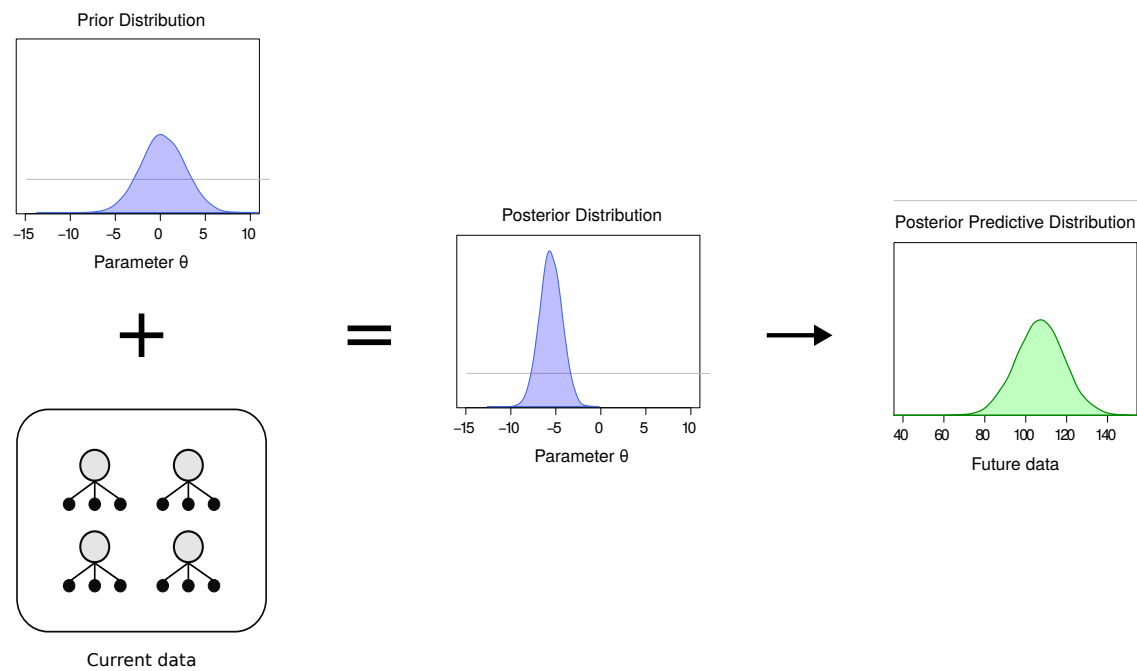 Prior Distribution
−15 −10 −5 0 5 10
Parameter θ
+
Current data
=
Posterior Distribution
−15 −10 −5 0 5 10
Parameter θ
Posterior Predictive Distribution
40 60 80 100 120 140
Future data